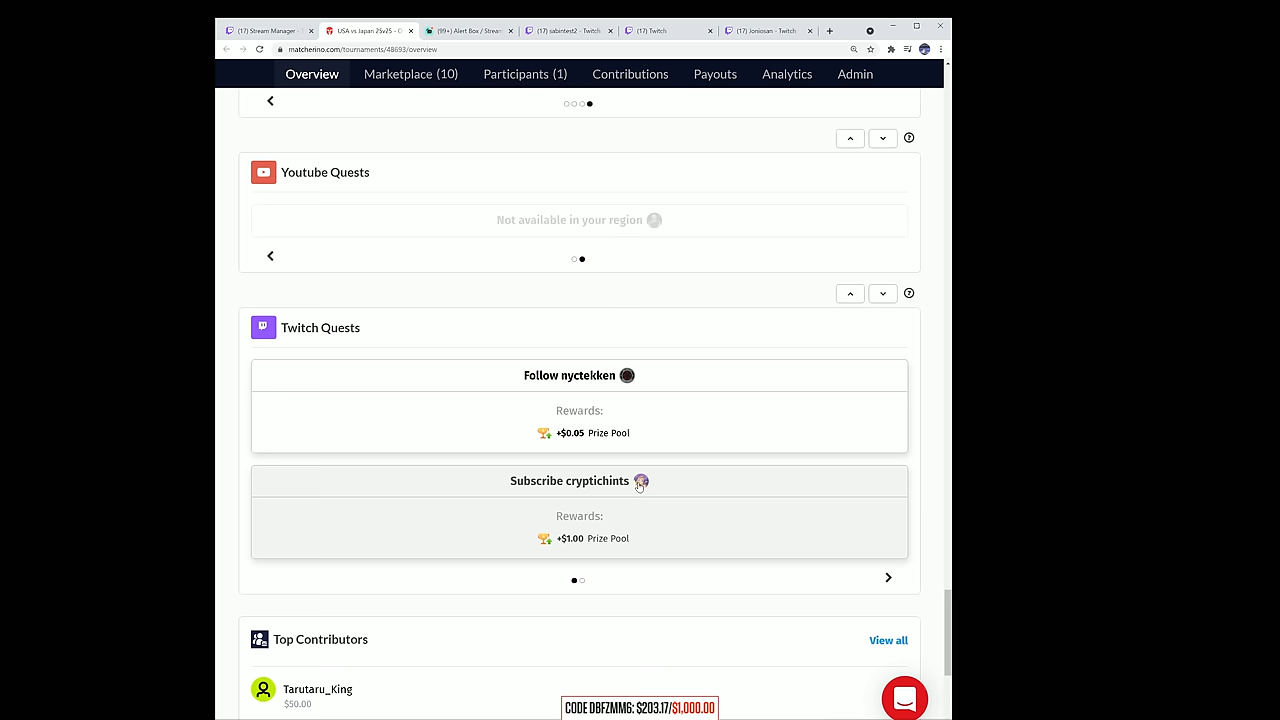 (17) Stream Manager -
USA vs Japan 25v25 - O
(99+) Alert Box / Stream
(17) sabintest2 - Twitch
(17) Twitch
(17) Joniosan - Twitch
matcherino.com/tournaments/48693/overview
Overview
Marketplace (10)
Participants (1)
Contributions
Payouts
Analytics
Admin
Youtube Quests
Not available in your region
Twitch Quests
Follow nyctekken
Rewards:
+$0.05 Prize Pool
Subscribe cryptichints
Rewards:
+$1.00 Prize Pool
Top Contributors
View all
Tarutaru_King
$50.00
CODE DBFZMM6: $203.17/$1,000.00